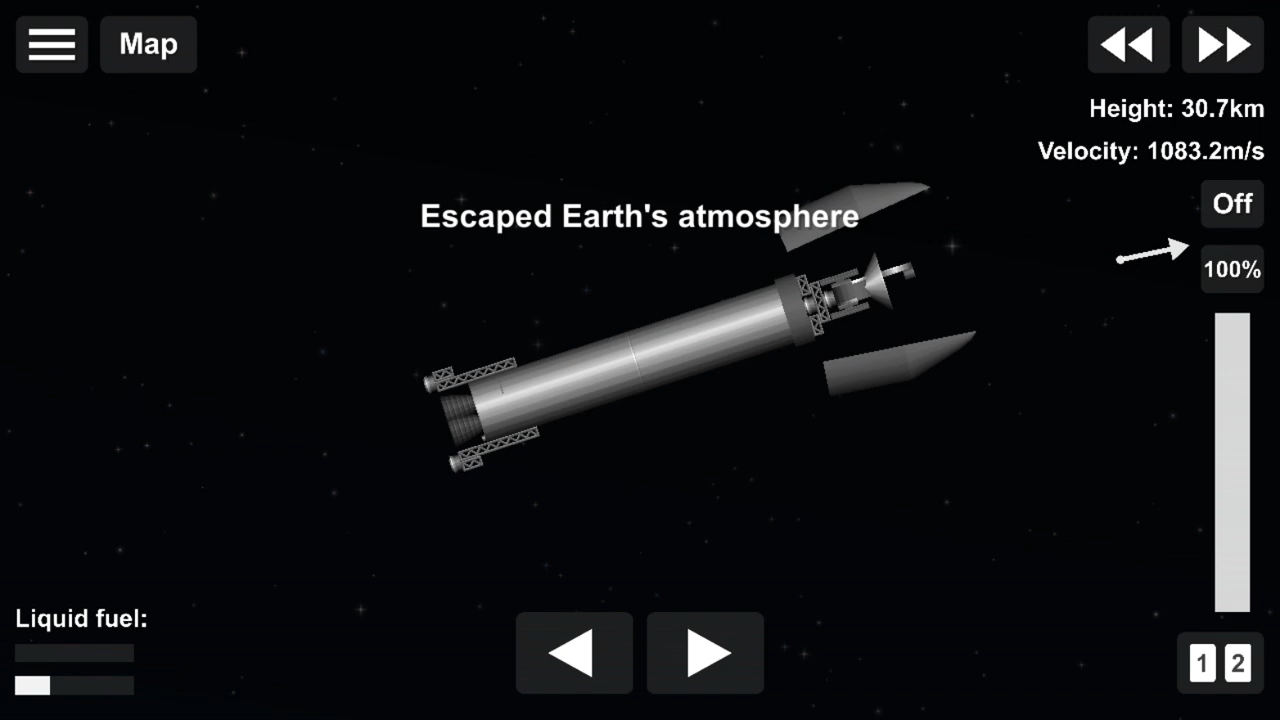 Map
Height: 30.7km
Velocity: 1083.2m/s
Off
Escaped Earth's atmosphere
100%
Liquid fuel:
1 2